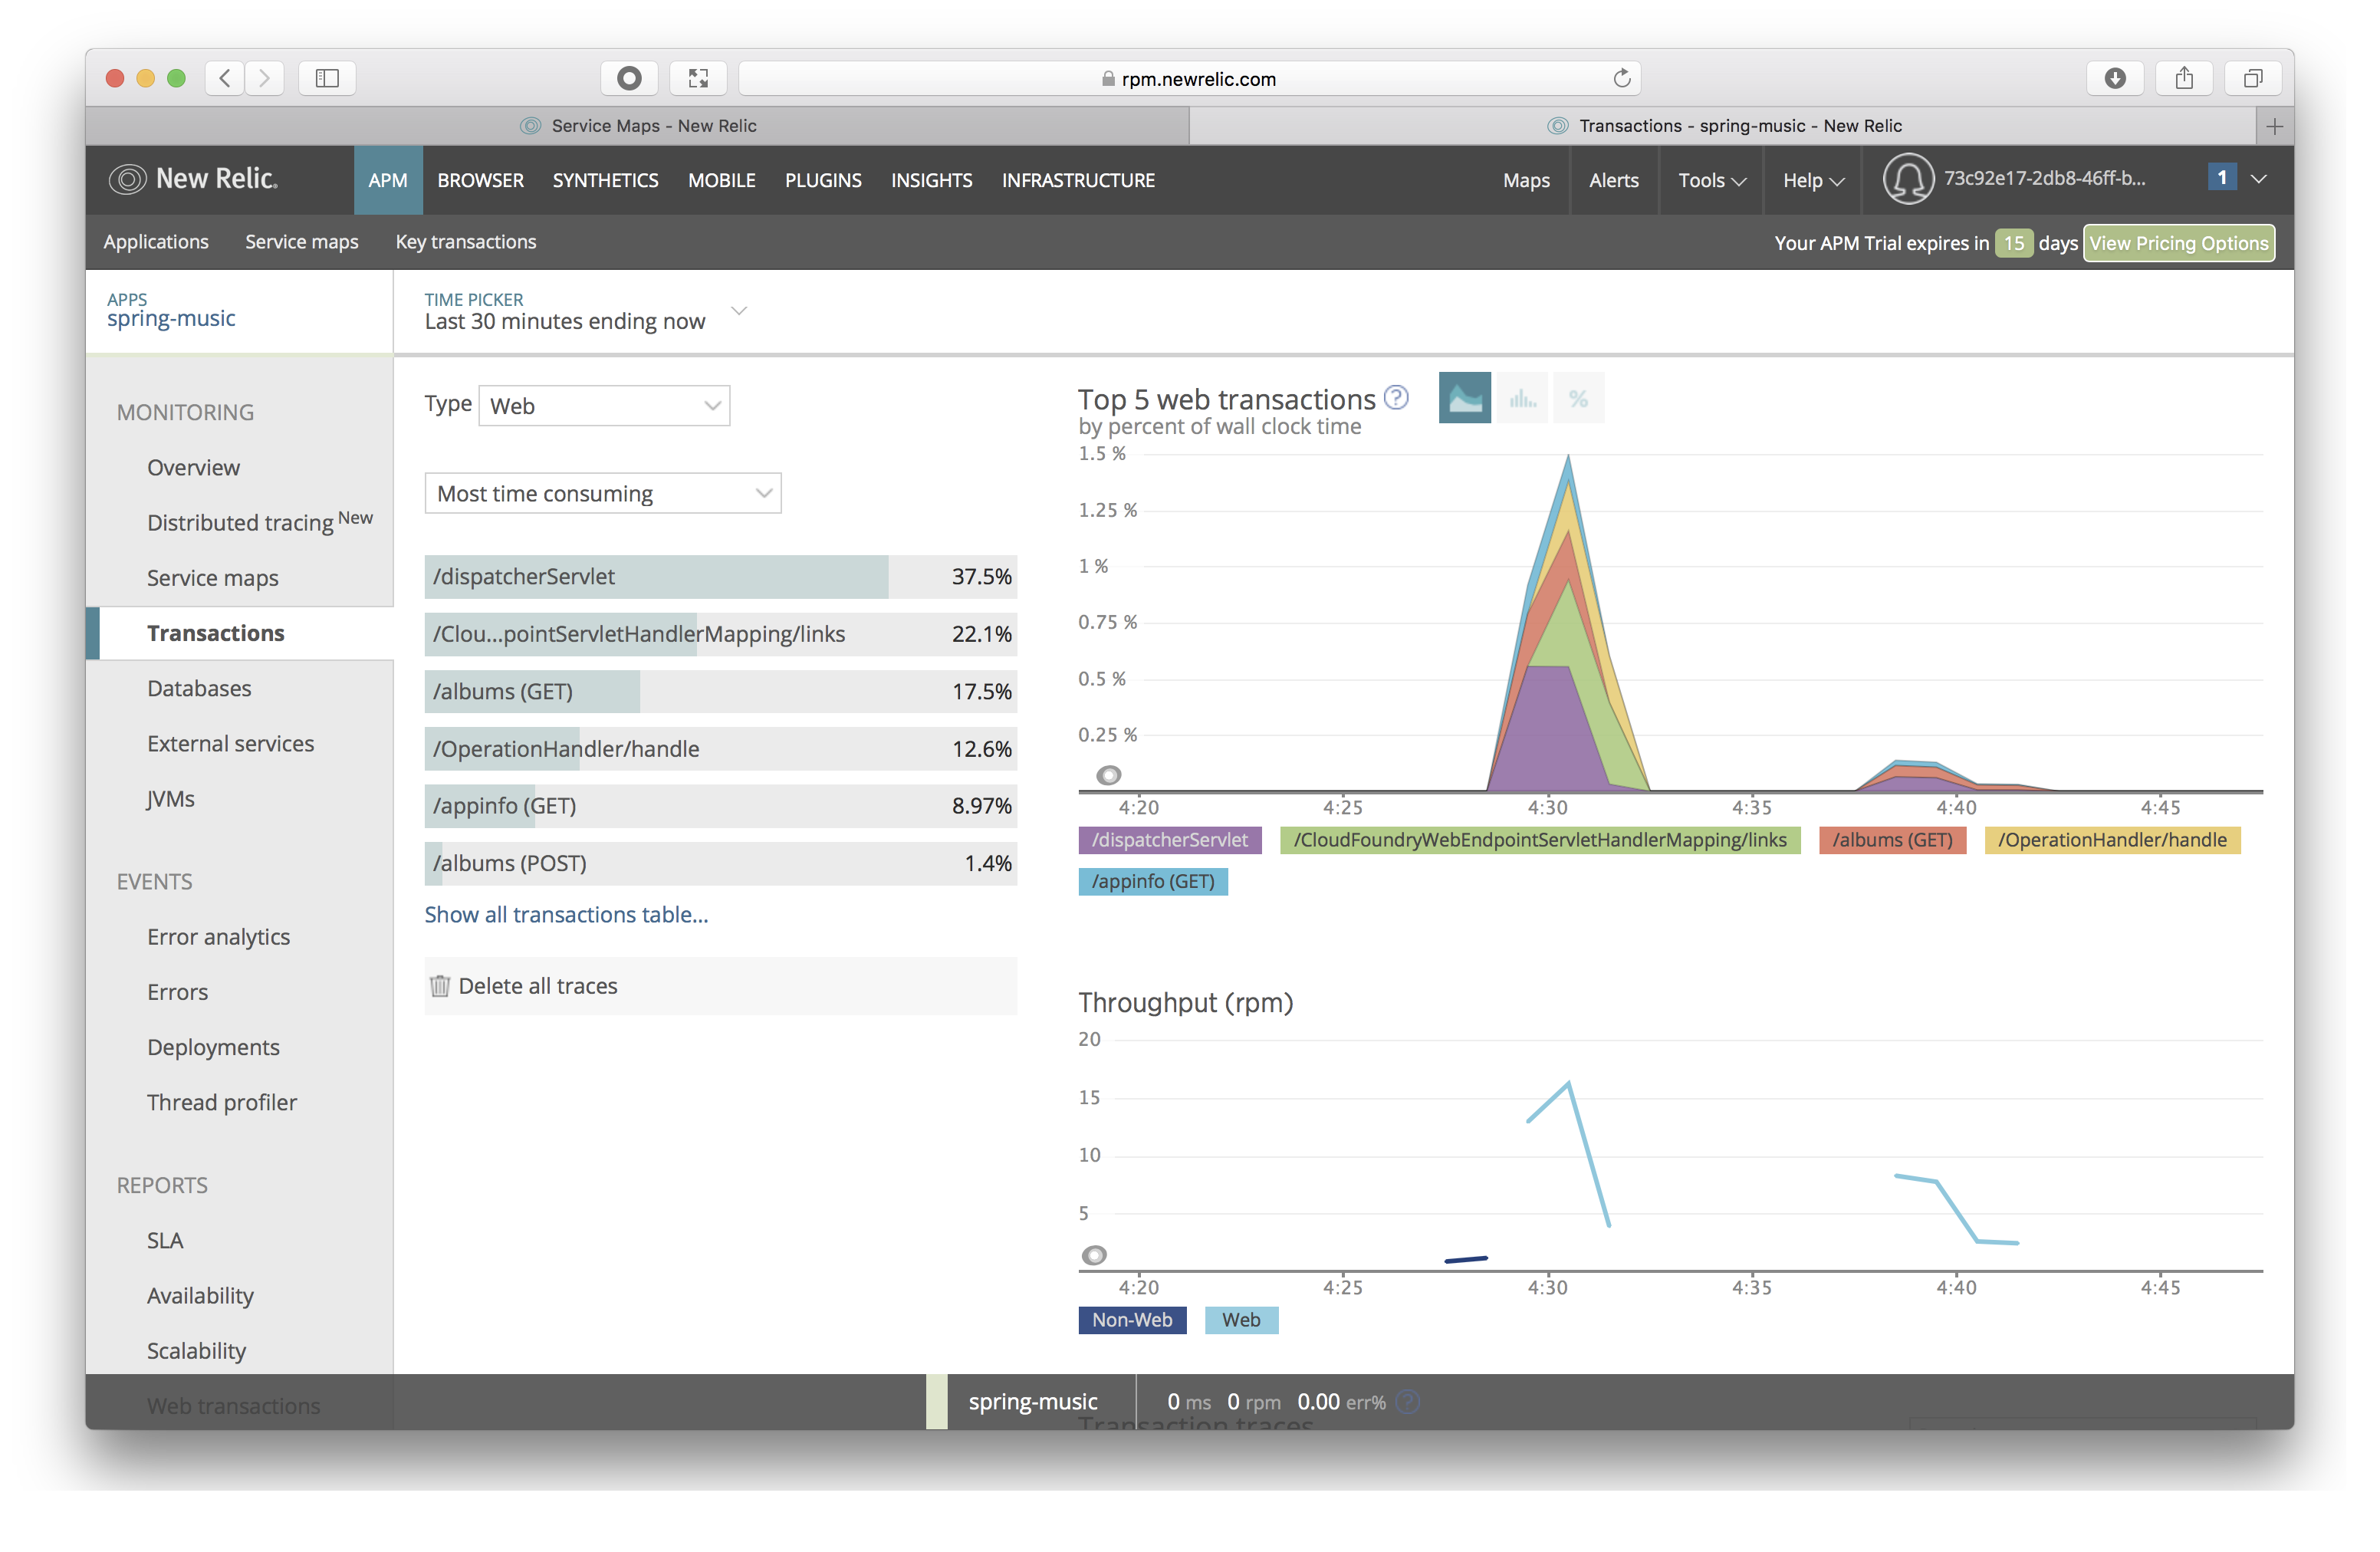 rpm.newrelic.com
Service Maps - New Relic
Transactions - spring-music - New Relic
New Relic.
APM BROWSER SYNTHETICS MOBILE PLUGINS INSIGHTS INFRASTRUCTURE
Maps Alerts Tools Help 73c92e17-2db8-46ff-b... 1
Applications Service maps Key transactions
Your APM Trial expires in 15 days View Pricing Options
APPS
spring-music
TIME PICKER
Last 30 minutes ending now
MONITORING
Overview
Distributed tracing New
Service maps
Transactions
Databases
External services
JVMs
EVENTS
Error analytics
Errors
Deployments
Thread profiler
REPORTS
SLA
Availability
Scalability
Web transactions
Type Web
Most time consuming
/dispatcherServlet 37.5%
/Clou...pointServletHandlerMapping/links 22.1%
/albums (GET) 17.5%
/OperationHandler/handle 12.6%
/appinfo (GET) 8.97%
/albums (POST) 1.4%
Show all transactions table...
Delete all traces
Top 5 web transactions ? %
by percent of wall clock time
1.5 %
1.25 %
1 %
0.75 %
0.5 %
0.25 %
4:20 4:25 4:30 4:35 4:40 4:45
/dispatcherServlet /CloudFoundryWebEndpointServletHandlerMapping/links /albums (GET) /OperationHandler/handle
/appinfo (GET)
Throughput (rpm)
20
15
10
5
4:20 4:25 4:30 4:35 4:40 4:45
Non-Web Web
spring-music 0 ms 0 rpm 0.00 err% ?
Transaction traces